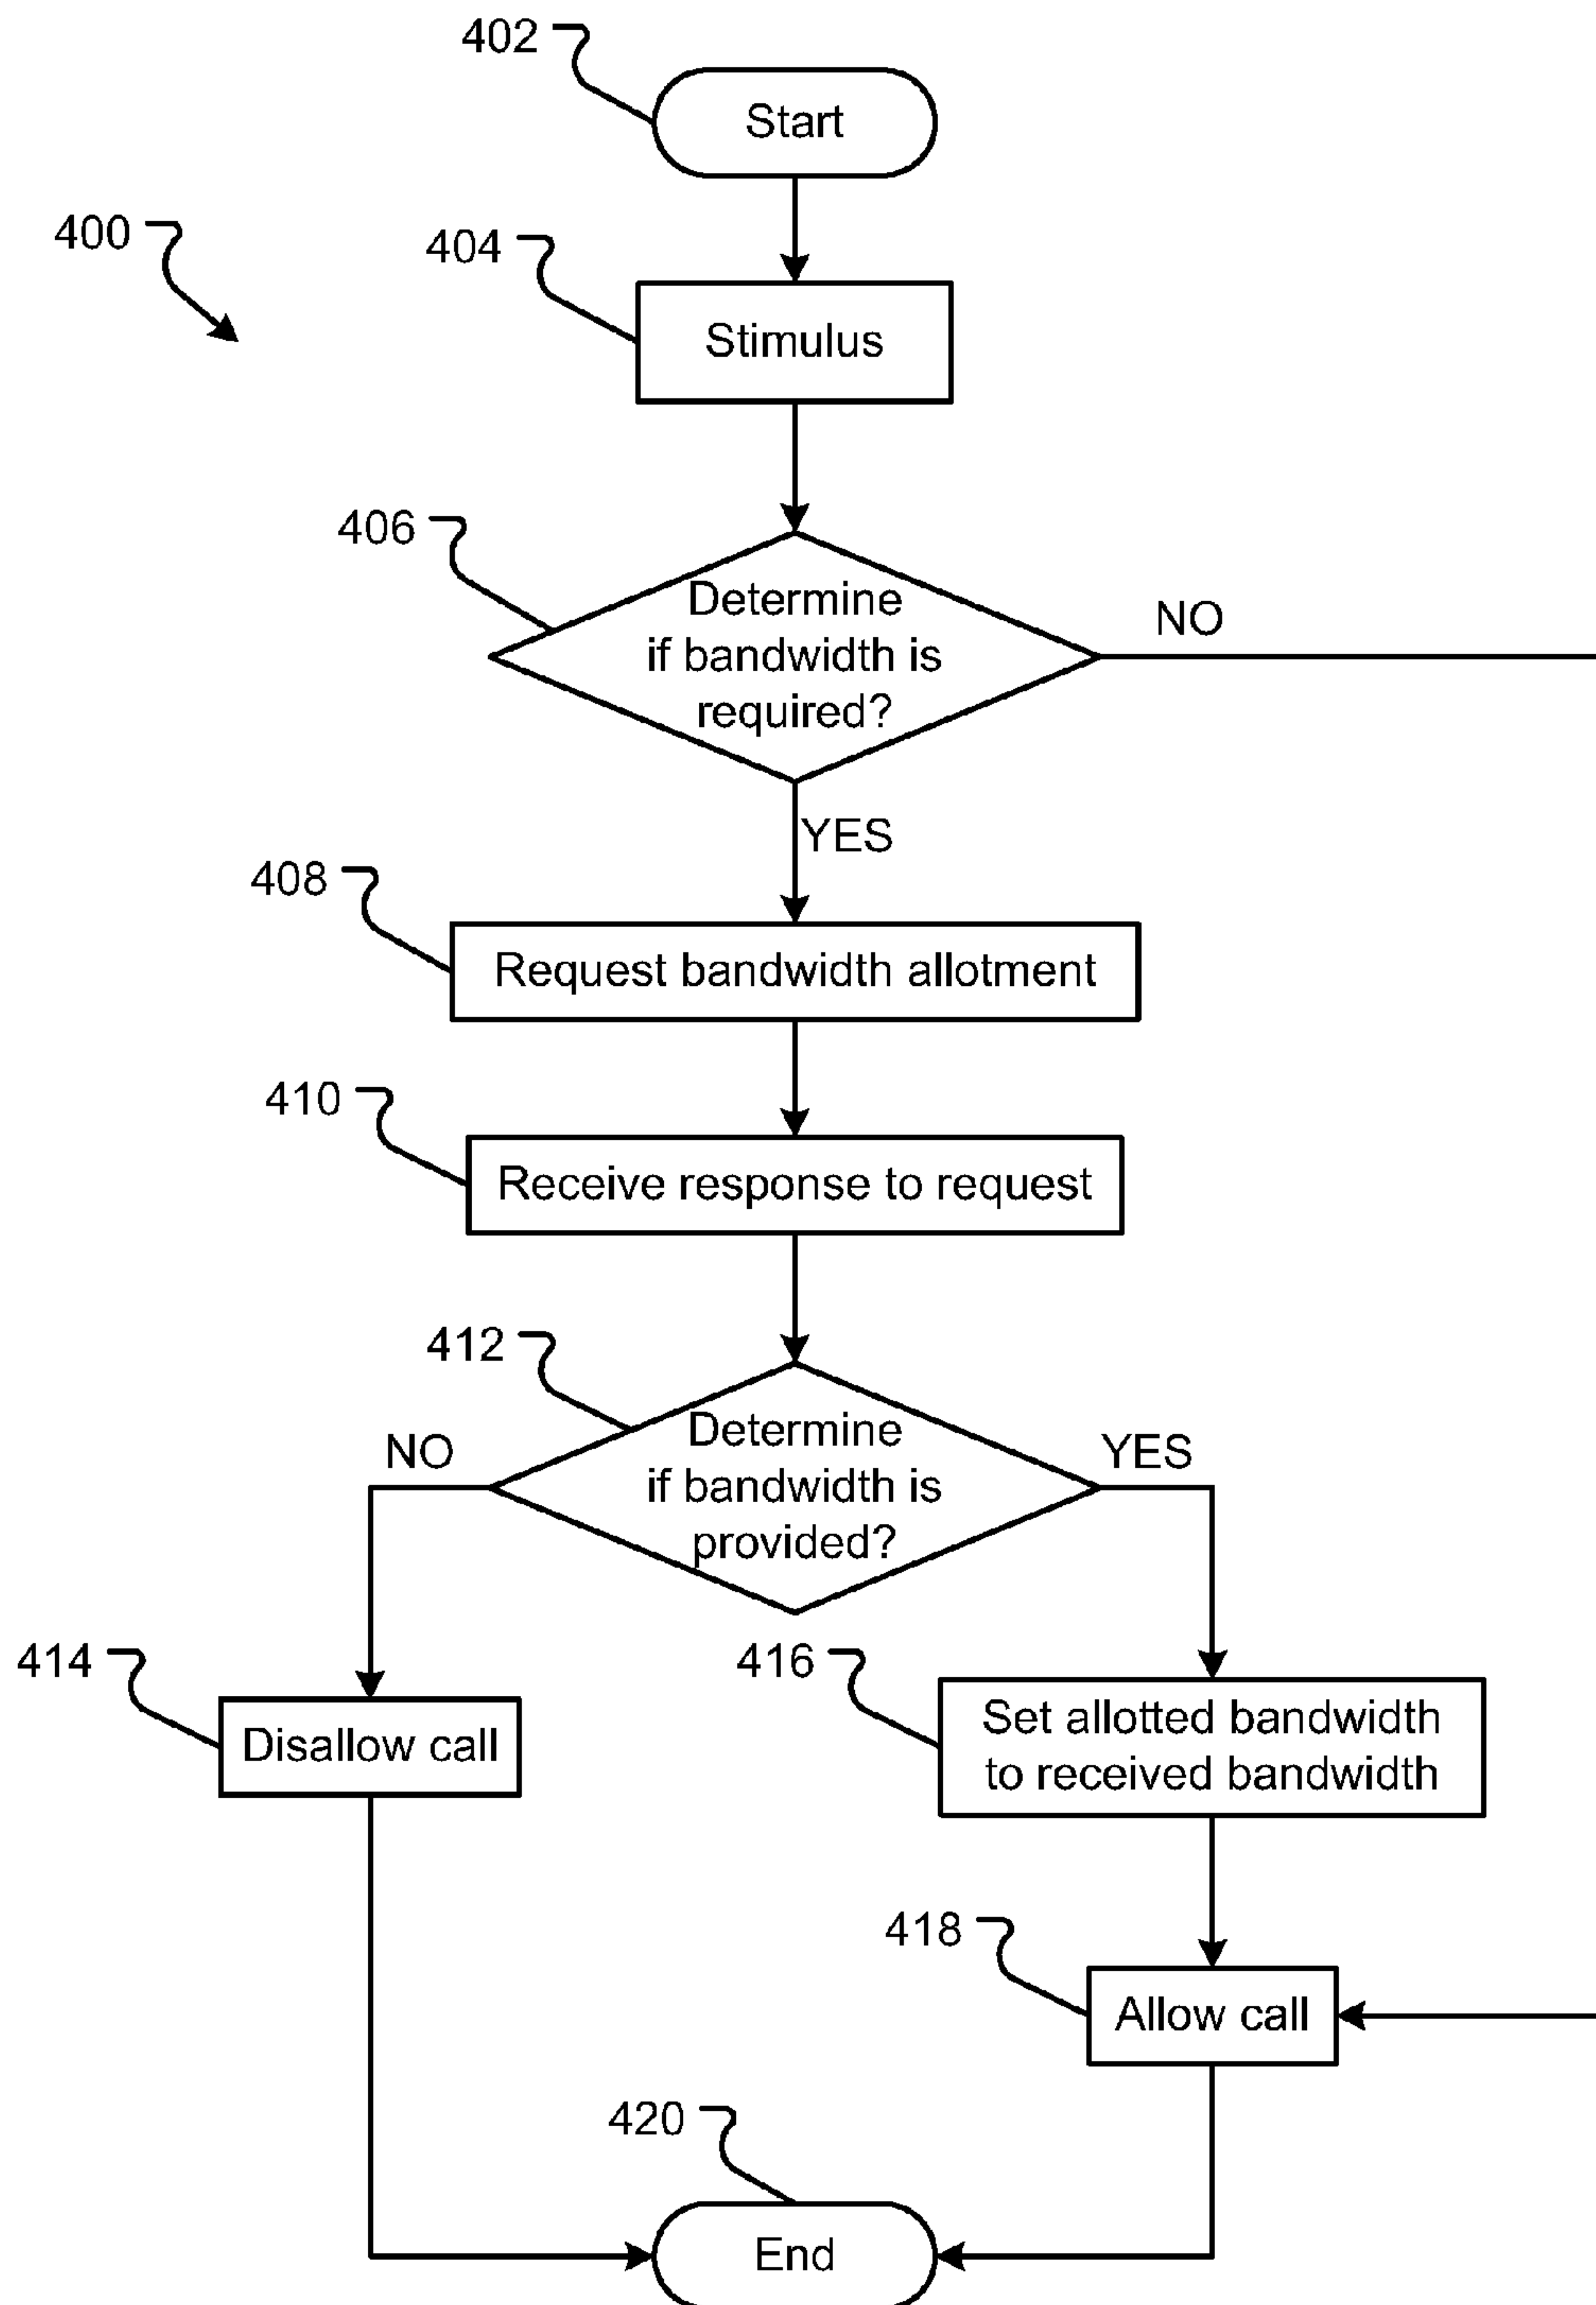 402
Start
400
404
Stimulus
406
Determine
if bandwidth is
required?
NO
YES
408
Request bandwidth allotment
410
Receive response to request
412
Determine
if bandwidth is
provided?
NO
YES
414
Disallow call
416
Set allotted bandwidth
to received bandwidth
418
Allow call
420
End